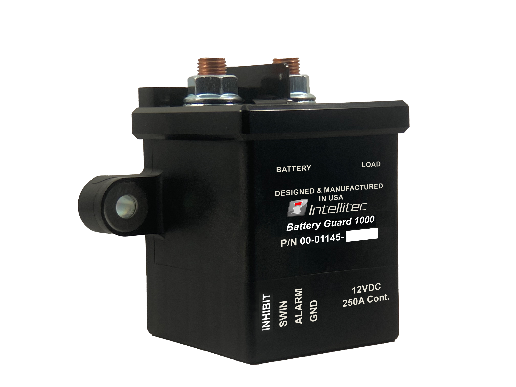 BATTERY LOAD
DESIGNED & MANUFACTURED
IN USA
Intellitec
Battery Guard 1000
P/N 00-01145-
INHIBIT
SWIN
ALARM
GND
12VDC
250A Cont.